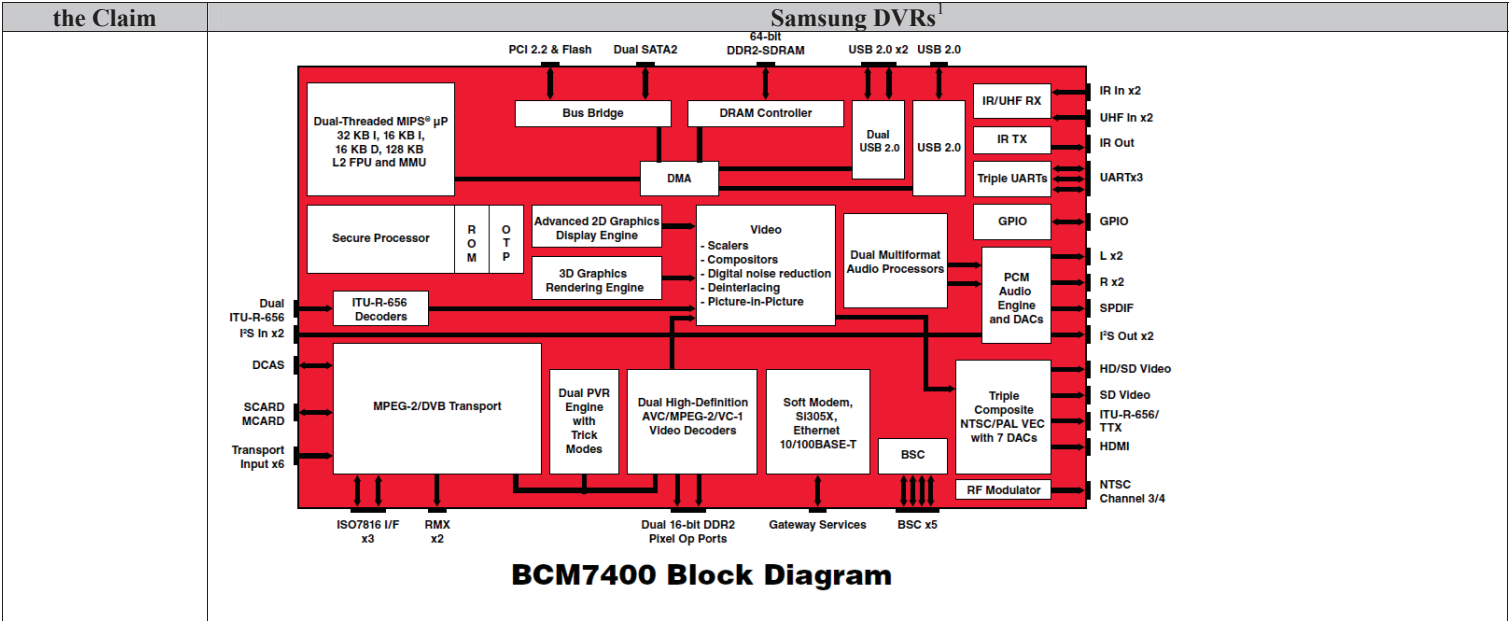 the Claim
Samsung DVRs1
PCI 2.2 & Flash
Dual SATA2
64-bit
DDR2-SDRAM
USB 2.0 x2
USB 2.0
Dual-Threaded MIPS® µP
32 KB I, 16 KB I,
16 KB D, 128 KB
L2 FPU and MMU
Bus Bridge
DRAM Controller
Dual
USB 2.0
USB 2.0
DMA
IR/UHF RX
IR TX
Triple UARTs
GPIO
IR In x2
UHF In x2
IR Out
UARTx3
GPIO
Secure Processor
R
O
M
O
T
P
Advanced 2D Graphics
Display Engine
3D Graphics
Rendering Engine
Video
- Scalers
- Compositors
- Digital noise reduction
- Deinterlacing
- Picture-in-Picture
Dual Multiformat
Audio Processors
PCM
Audio
Engine
and DACs
L x2
R x2
SPDIF
I²S Out x2
Dual
ITU-R-656
I²S In x2
ITU-R-656
Decoders
DCAS
SCARD
MCARD
Transport
Input x6
MPEG-2/DVB Transport
Dual PVR
Engine
with
Trick
Modes
Dual High-Definition
AVC/MPEG-2/VC-1
Video Decoders
Soft Modem,
SI305X,
Ethernet
10/100BASE-T
BSC
Triple
Composite
NTSC/PAL VEC
with 7 DACs
RF Modulator
HD/SD Video
SD Video
ITU-R-656/
TTX
HDMI
NTSC
Channel 3/4
ISO7816 I/F
x3
RMX
x2
Dual 16-bit DDR2
Pixel Op Ports
Gateway Services
BSC x5
BCM7400 Block Diagram